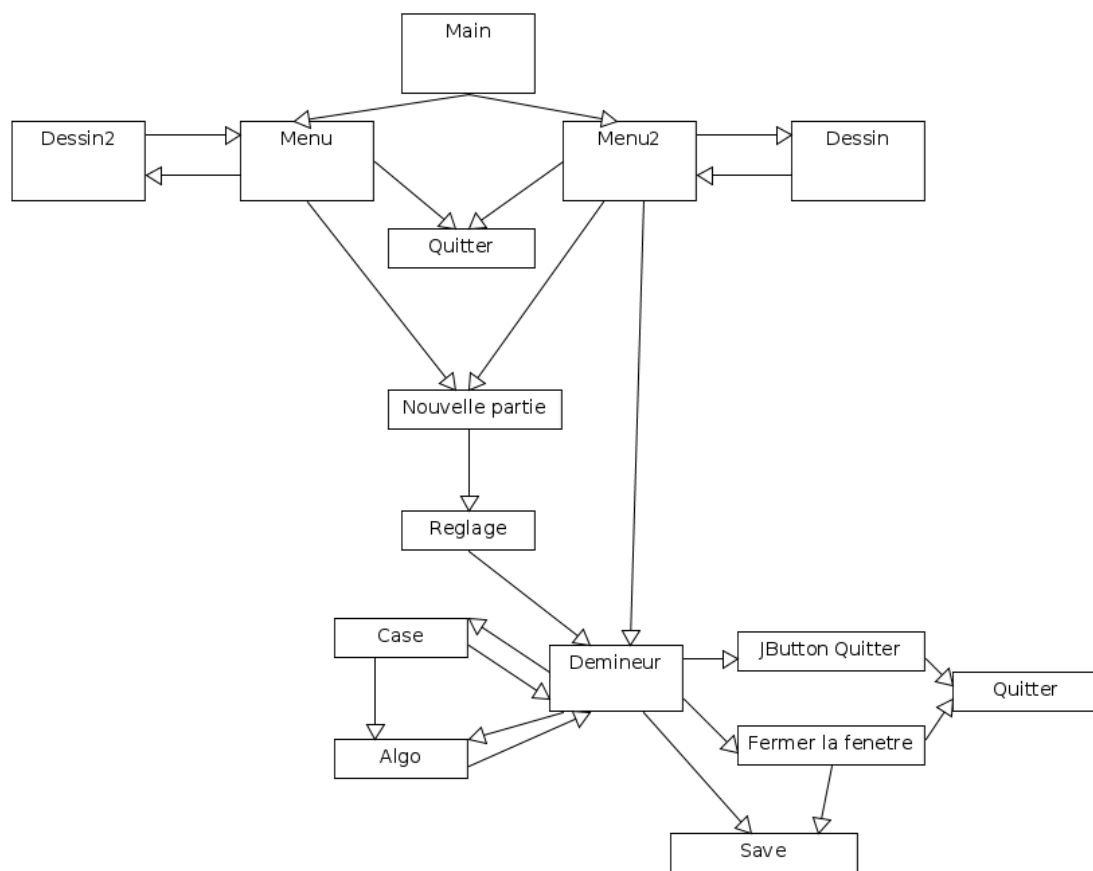 Main
Dessin2
Menu
Menu2
Dessin
Quitter
Nouvelle partie
Reglage
Case
Demineur
JButton Quitter
Quitter
Fermer la fenetre
Algo
Save